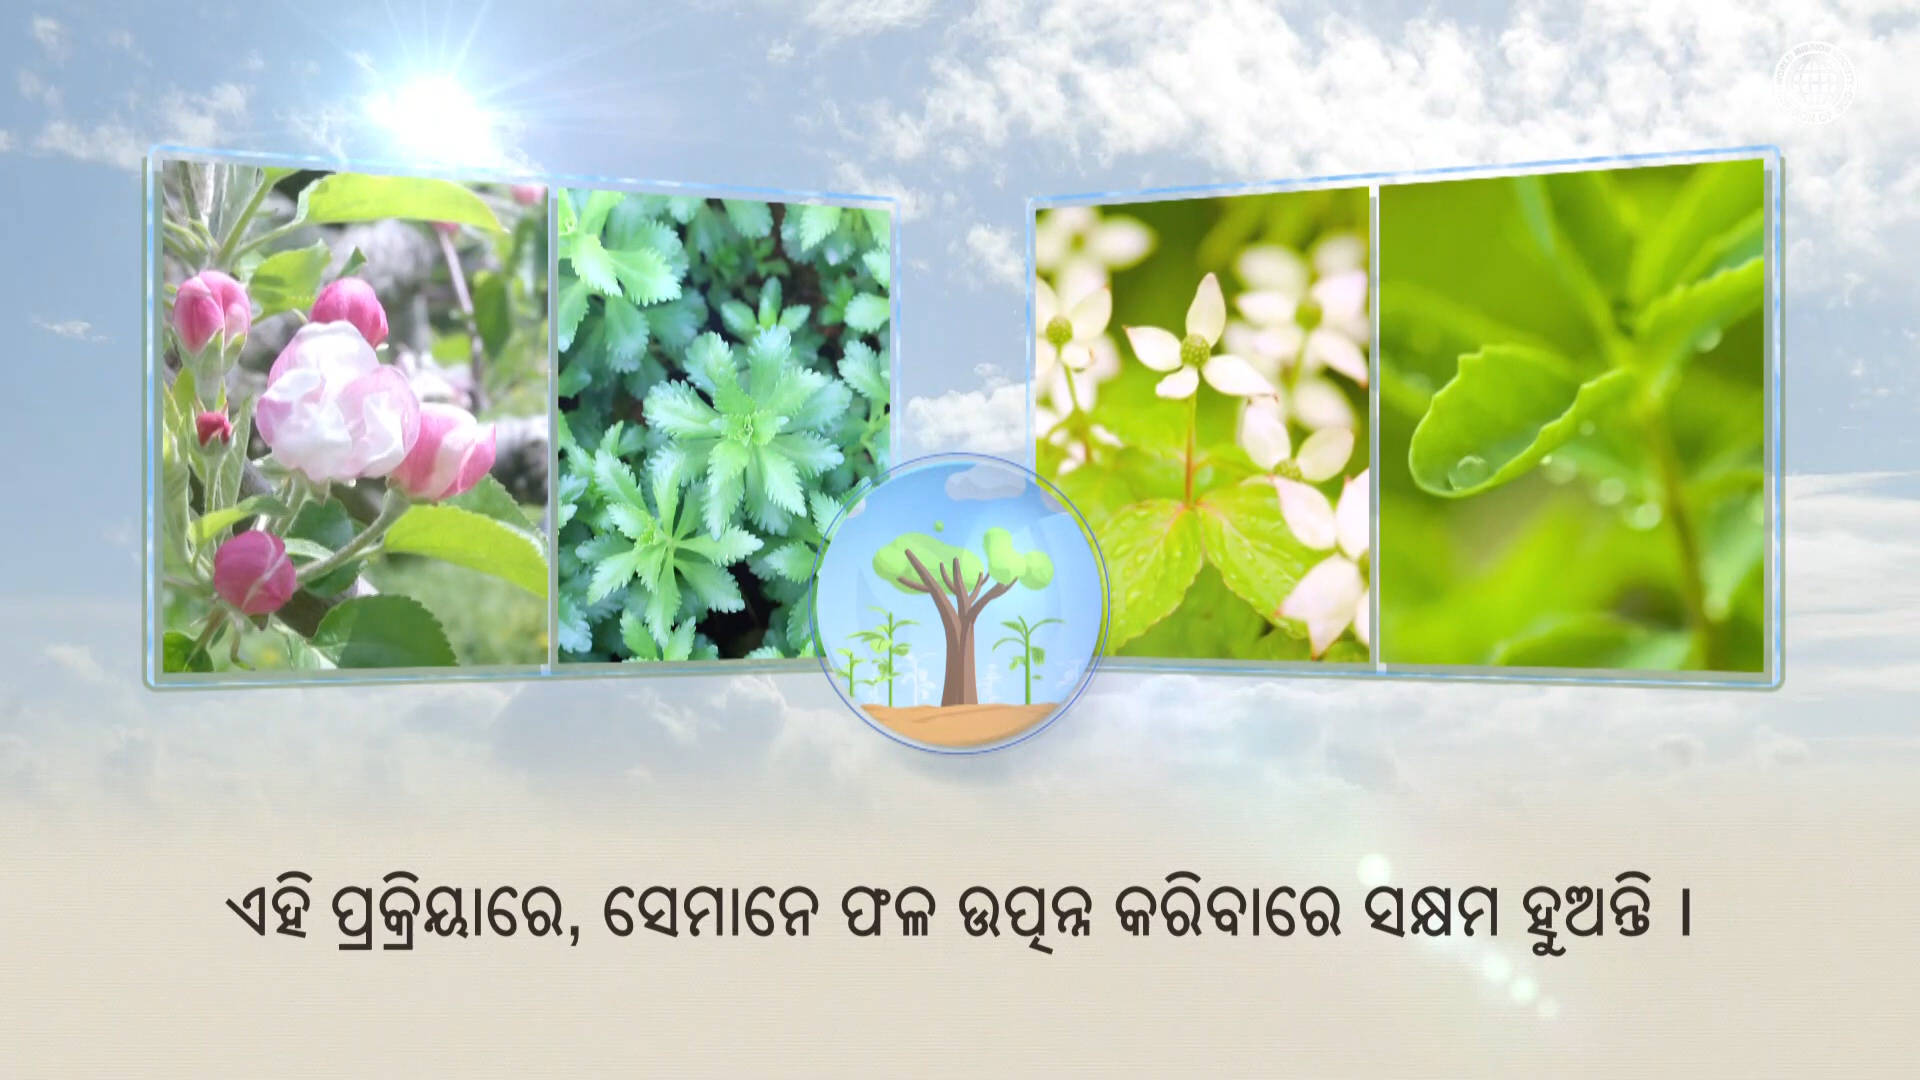 ଏହି ପ୍ରକ୍ରିୟାରେ, ସେମାନେ ଫଳ ଉତ୍ପନ୍ନ କରିବାରେ ସକ୍ଷମ ହୁଅନ୍ତି ।